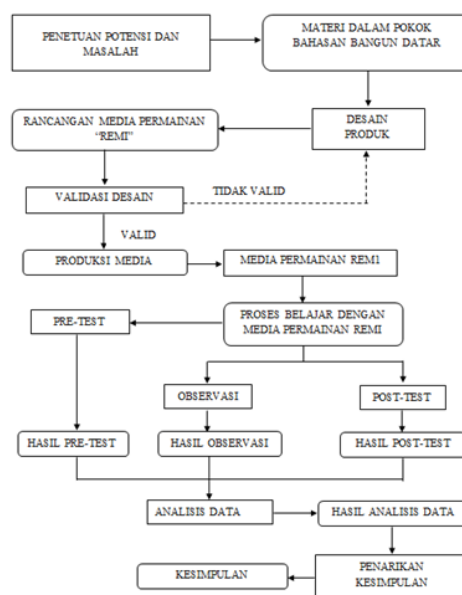 PENETUAN POTENSI DAN
MASALAH
MATERI DALAM POKOK
BAHASAN BANGUN DATAR
RANCANGAN MEDIA PERMAINAN
“REMI”
DESAIN
PRODUK
VALIDASI DESAIN
TIDAK VALID
VALID
PRODUKSI MEDIA
MEDIA PERMAINAN REM1
PRE-TEST
PROSES BELAJAR DENGAN
MEDIA PERMAINAN REMI
OBSERVASI
POST-TEST
HASIL PRE-TEST
HASIL OBSERVASI
HASIL POST-TEST
ANALISIS DATA
HASIL ANALISIS DATA
KESIMPULAN
PENARIKAN
KESIMPULAN